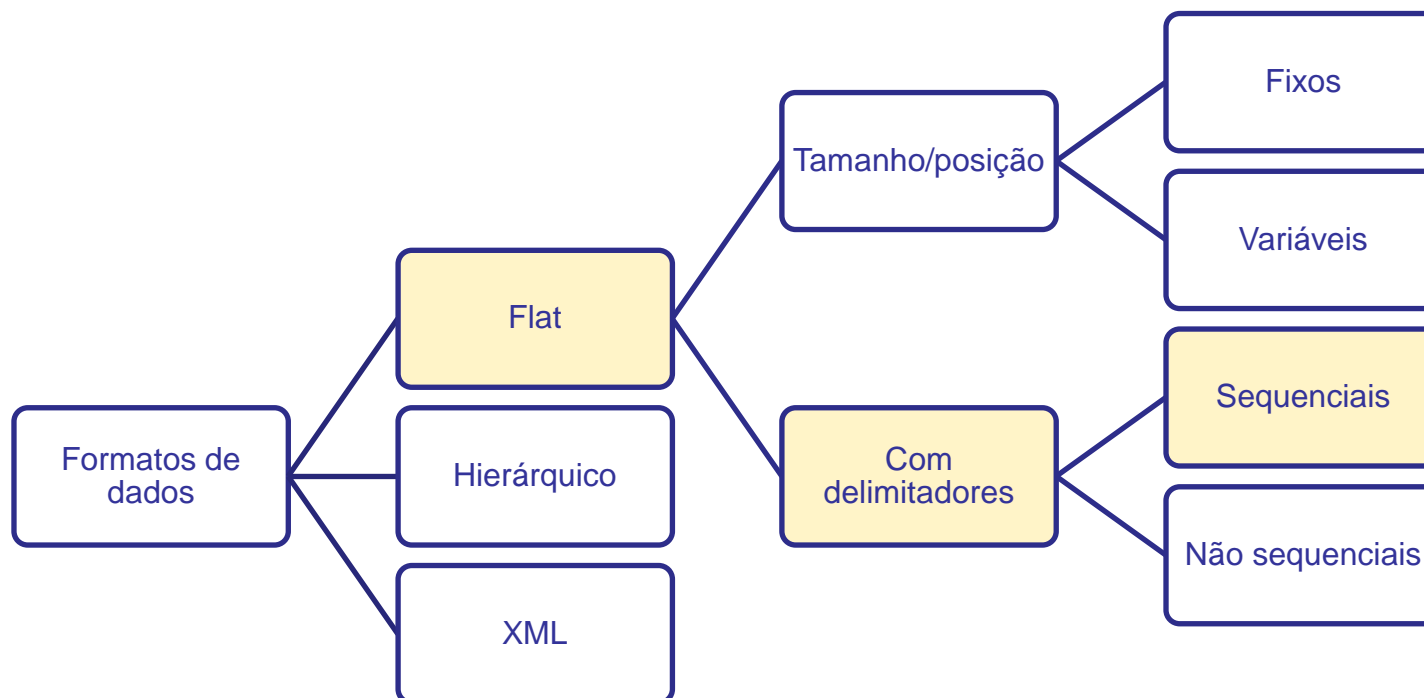 Fixos
Tamanho/posição
Variáveis
Flat
Sequenciais
Formatos de
dados
Hierárquico
Com
delimitadores
Não sequenciais
XML